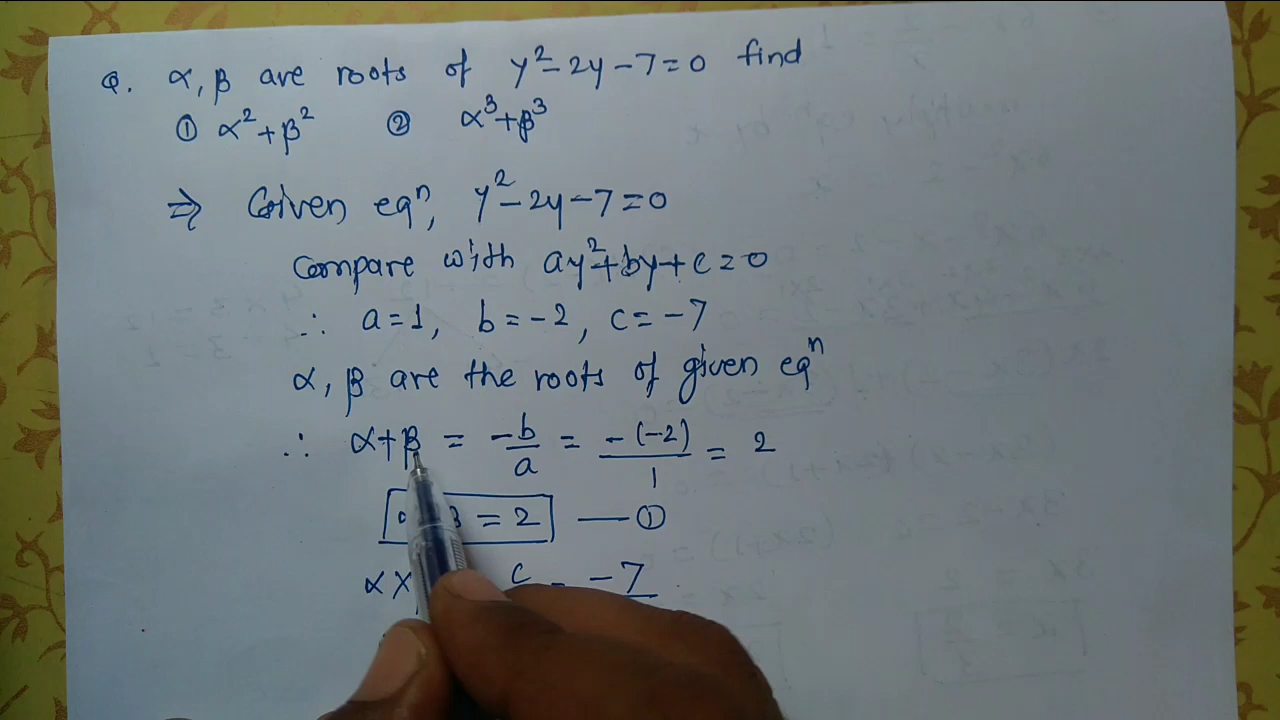 Q. α, β are roots of y²-2y-7=0 find
① α²+β² ② α³+β³
⇒ Given eqⁿ, y²-2y-7=0
Compare with ay²+by+c=0
∴ a=1, b=-2, c=-7
α, β are the roots of given eqⁿ
∴ α+β = -b/a = -(-2)/1 = 2
β = 2 — ①
αx c = -7